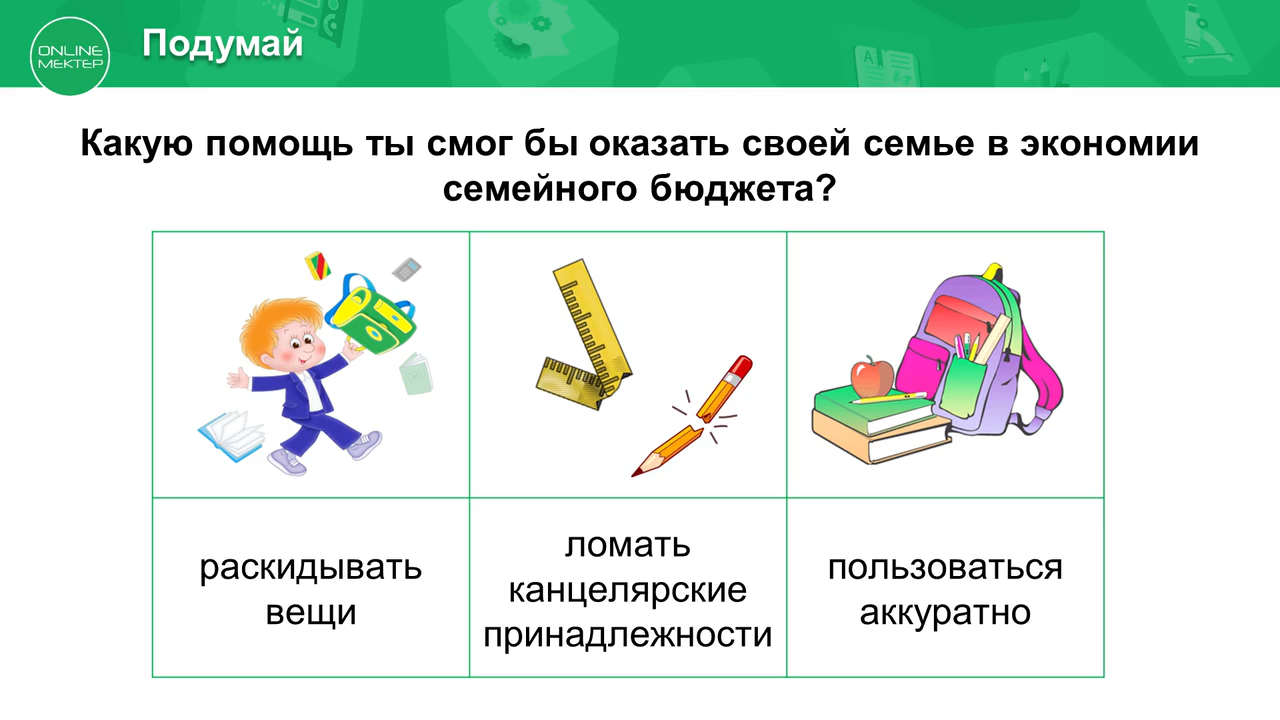 ONLINE
МЕКТЕР
Подумай
Какую помощь ты смог бы оказать своей семье в экономии
семейного бюджета?
раскидывать
вещи
ломать
канцелярские
принадлежности
пользоваться
аккуратно